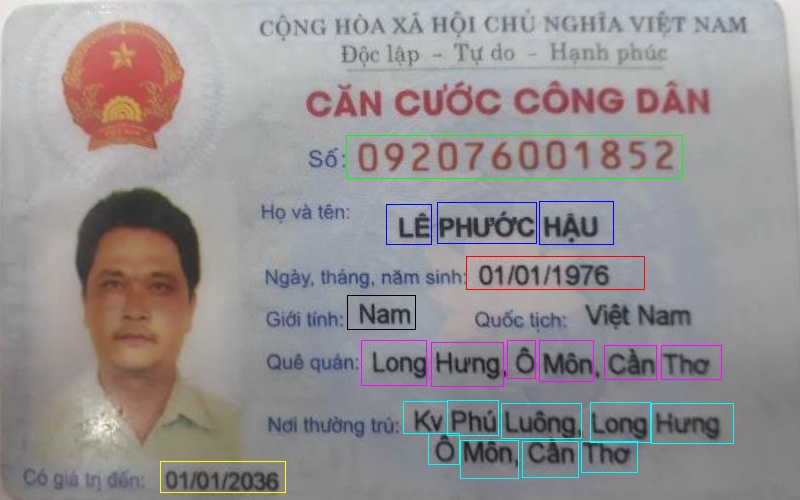 CỘNG HÒA XÃ HỘI CHỦ NGHĨA VIỆT NAM
Độc lập - Tự do - Hạnh phúc
CĂN CƯỚC CÔNG DÂN
Số: 092076001852
Họ và tên: LÊ PHƯỚC HẬU
Ngày, tháng, năm sinh: 01/01/1976
Giới tính: Nam Quốc tịch: Việt Nam
Quê quán: Long Hưng, Ô Môn, Cần Thơ
Nơi thường trú: Kv Phú Luông, Long Hưng
Ô Môn, Cần Thơ
Có giá trị đến: 01/01/2036